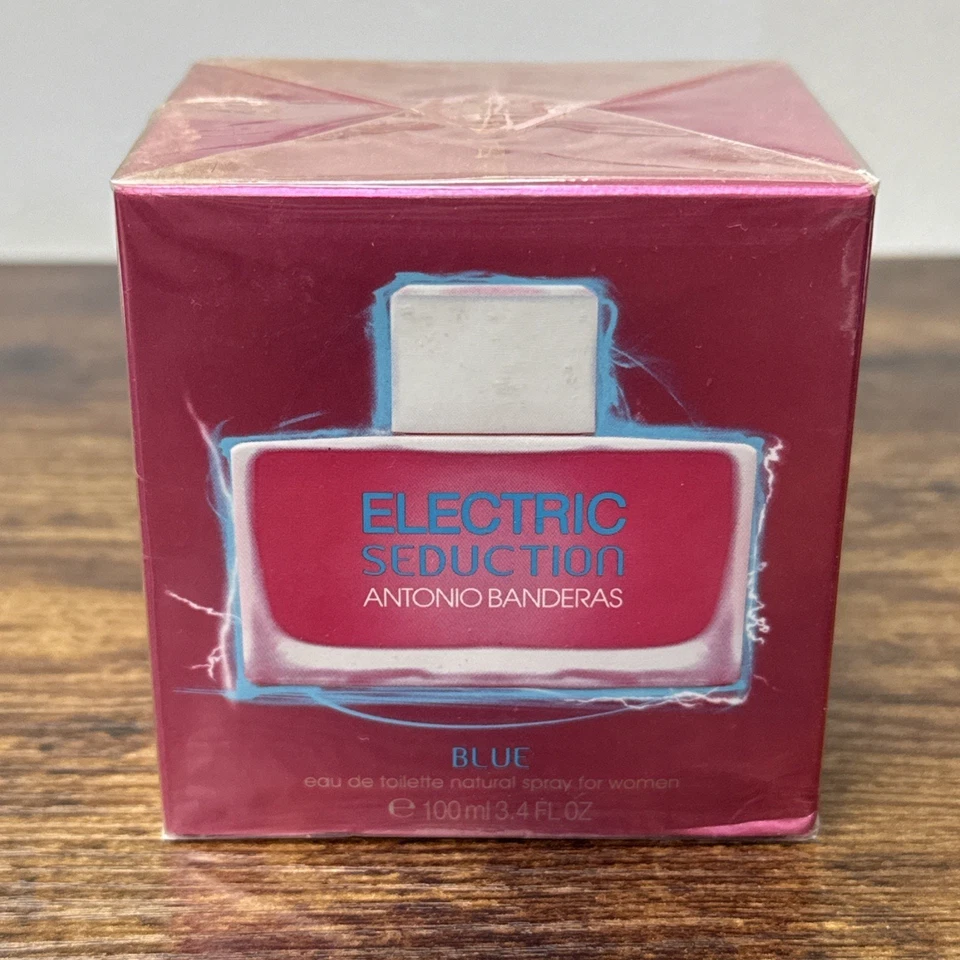 ELECTRIC
SEDUCTION
ANTONIO BANDERAS
BLUE
eau de toilette natural spray for women
℮ 100 ml 3.4 FL OZ